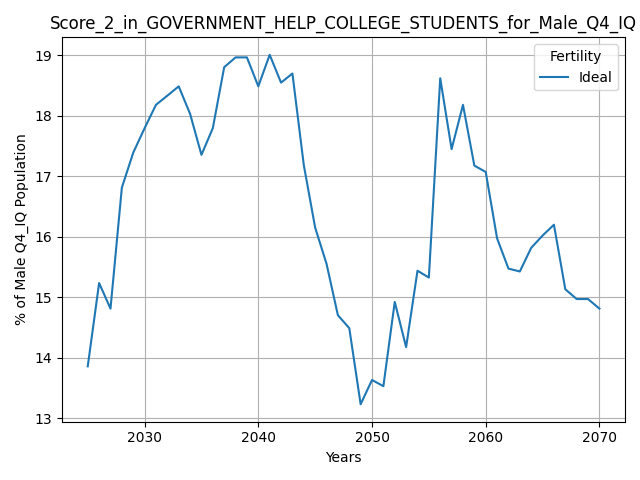 Score_2_in_GOVERNMENT_HELP_COLLEGE_STUDENTS_for_Male_Q4_IQ
Fertility
Ideal
% of Male Q4_IQ Population
19
18
17
16
15
14
13
2030
2040
2050
2060
2070
Years